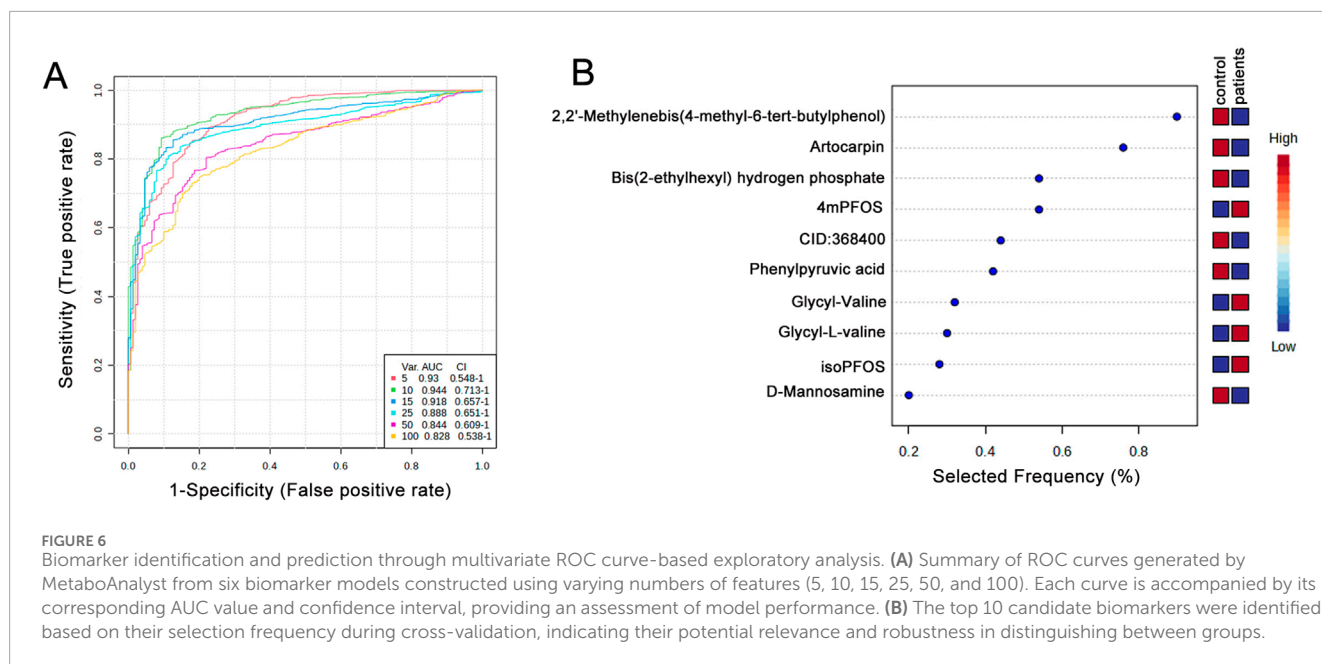 A
1.0
0.8
0.6
0.4
0.2
0.0
Sensitivity (True positive rate)
Var. AUC CI
5 0.93 0.548-1
10 0.944 0.713-1
15 0.918 0.657-1
25 0.888 0.651-1
50 0.844 0.609-1
100 0.828 0.538-1
0.0 0.2 0.4 0.6 0.8 1.0
1-Specificity (False positive rate)
B
control
patients
2,2'-Methylenebis(4-methyl-6-tert-butylphenol)
Artocarpin
Bis(2-ethylhexyl) hydrogen phosphate
4mPFOS
CID:368400
Phenylpyruvic acid
Glycyl-Valine
Glycyl-L-valine
isoPFOS
D-Mannosamine
High
Low
0.2 0.4 0.6 0.8
Selected Frequency (%)
FIGURE 6
Biomarker identification and prediction through multivariate ROC curve-based exploratory analysis. (A) Summary of ROC curves generated by
MetaboAnalyst from six biomarker models constructed using varying numbers of features (5, 10, 15, 25, 50, and 100). Each curve is accompanied by its
corresponding AUC value and confidence interval, providing an assessment of model performance. (B) The top 10 candidate biomarkers were identified
based on their selection frequency during cross-validation, indicating their potential relevance and robustness in distinguishing between groups.